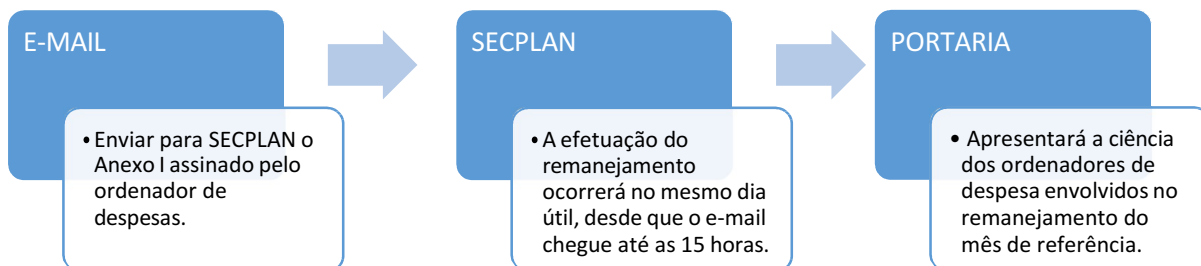 E-MAIL
• Enviar para SECPLAN o
Anexo I assinado pelo
ordenador de
despesas.
SECPLAN
• A efetuação do
remanejamento
ocorrerá no mesmo dia
útil, desde que o e-mail
chegue até as 15 horas.
PORTARIA
• Apresentará a ciência
dos ordenadores de
despesa envolvidos no
remanejamento do
mês de referência.